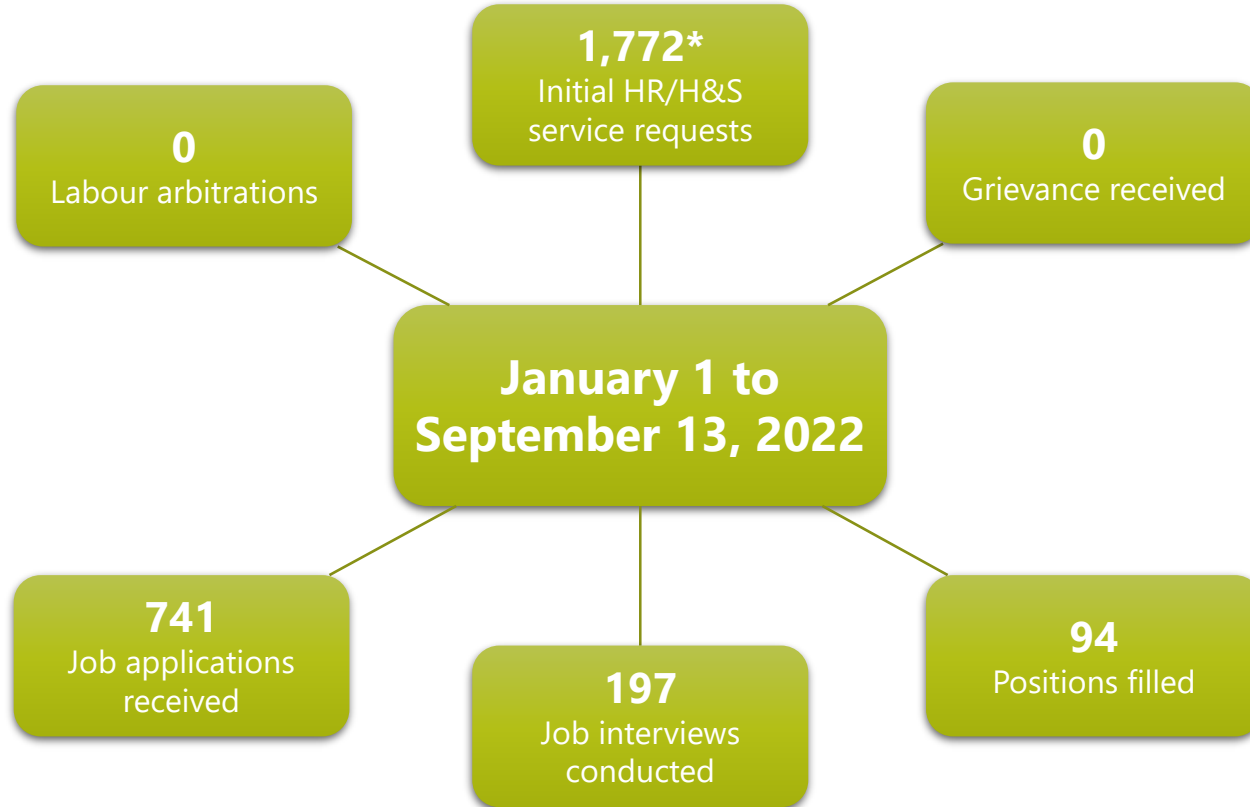 1,772*
Initial HR/H&S
service requests
0
Labour arbitrations
0
Grievance received
January 1 to
September 13, 2022
741
Job applications
received
197
Job interviews
conducted
94
Positions filled